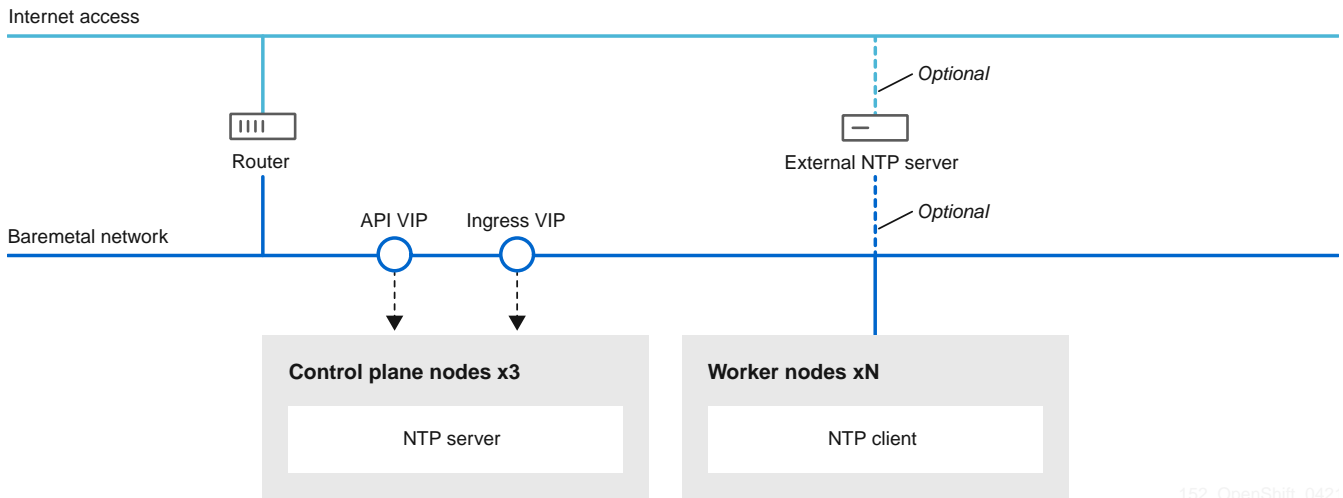 Internet access
Optional
Router
External NTP server
API VIP
Ingress VIP
Optional
Baremetal network
Control plane nodes x3
Worker nodes xN
NTP server
NTP client